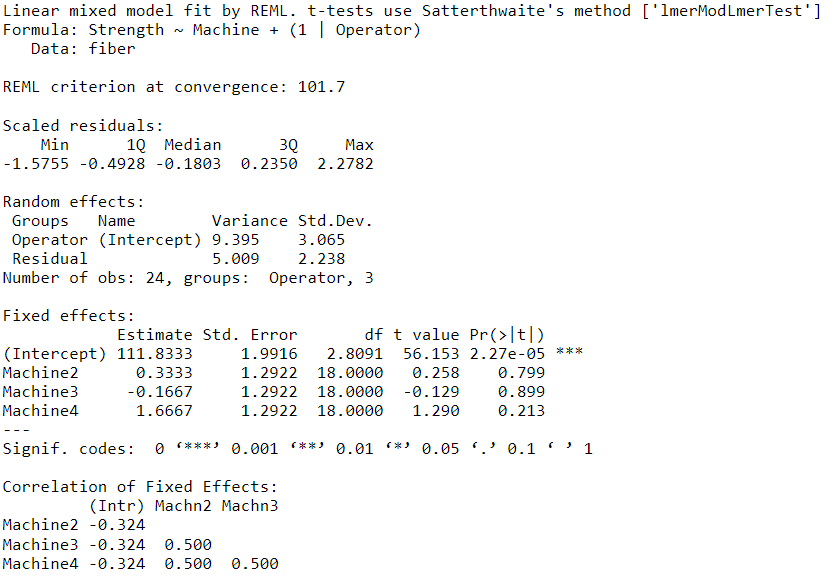 Linear mixed model fit by REML. t-tests use Satterthwaite's method ['lmerModLmerTest']
Formula: Strength ~ Machine + (1 | Operator)
   Data: fiber

REML criterion at convergence: 101.7

Scaled residuals:
    Min      1Q  Median      3Q     Max
-1.5755 -0.4928 -0.1803  0.2350  2.2782

Random effects:
 Groups   Name        Variance Std.Dev.
 Operator (Intercept) 9.395    3.065
 Residual             5.009    2.238
Number of obs: 24, groups:  Operator, 3

Fixed effects:
            Estimate Std. Error       df t value Pr(>|t|)
(Intercept) 111.8333     1.9916   2.8091  56.153 2.27e-05 ***
Machine2      0.3333     1.2922  18.0000   0.258    0.799
Machine3     -0.1667     1.2922  18.0000  -0.129    0.899
Machine4      1.6667     1.2922  18.0000   1.290    0.213
---
Signif. codes:  0 ‘***’ 0.001 ‘**’ 0.01 ‘*’ 0.05 ‘.’ 0.1 ‘ ’ 1

Correlation of Fixed Effects:
         (Intr) Machn2 Machn3
Machine2 -0.324
Machine3 -0.324  0.500
Machine4 -0.324  0.500  0.500